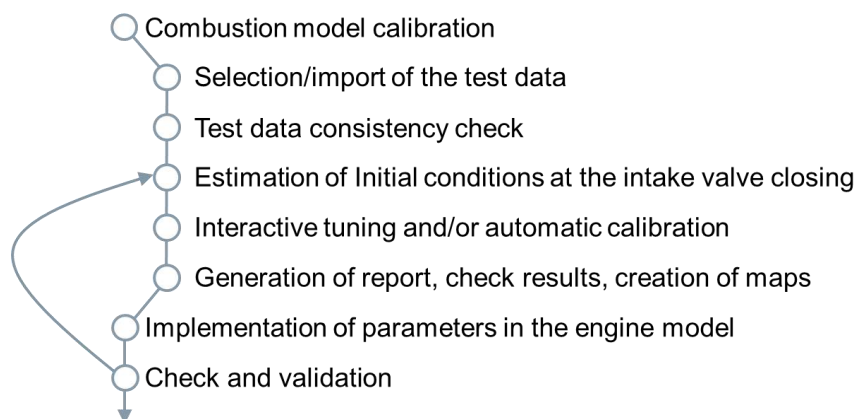 Combustion model calibration
Selection/import of the test data
Test data consistency check
Estimation of Initial conditions at the intake valve closing
Interactive tuning and/or automatic calibration
Generation of report, check results, creation of maps
Implementation of parameters in the engine model
Check and validation